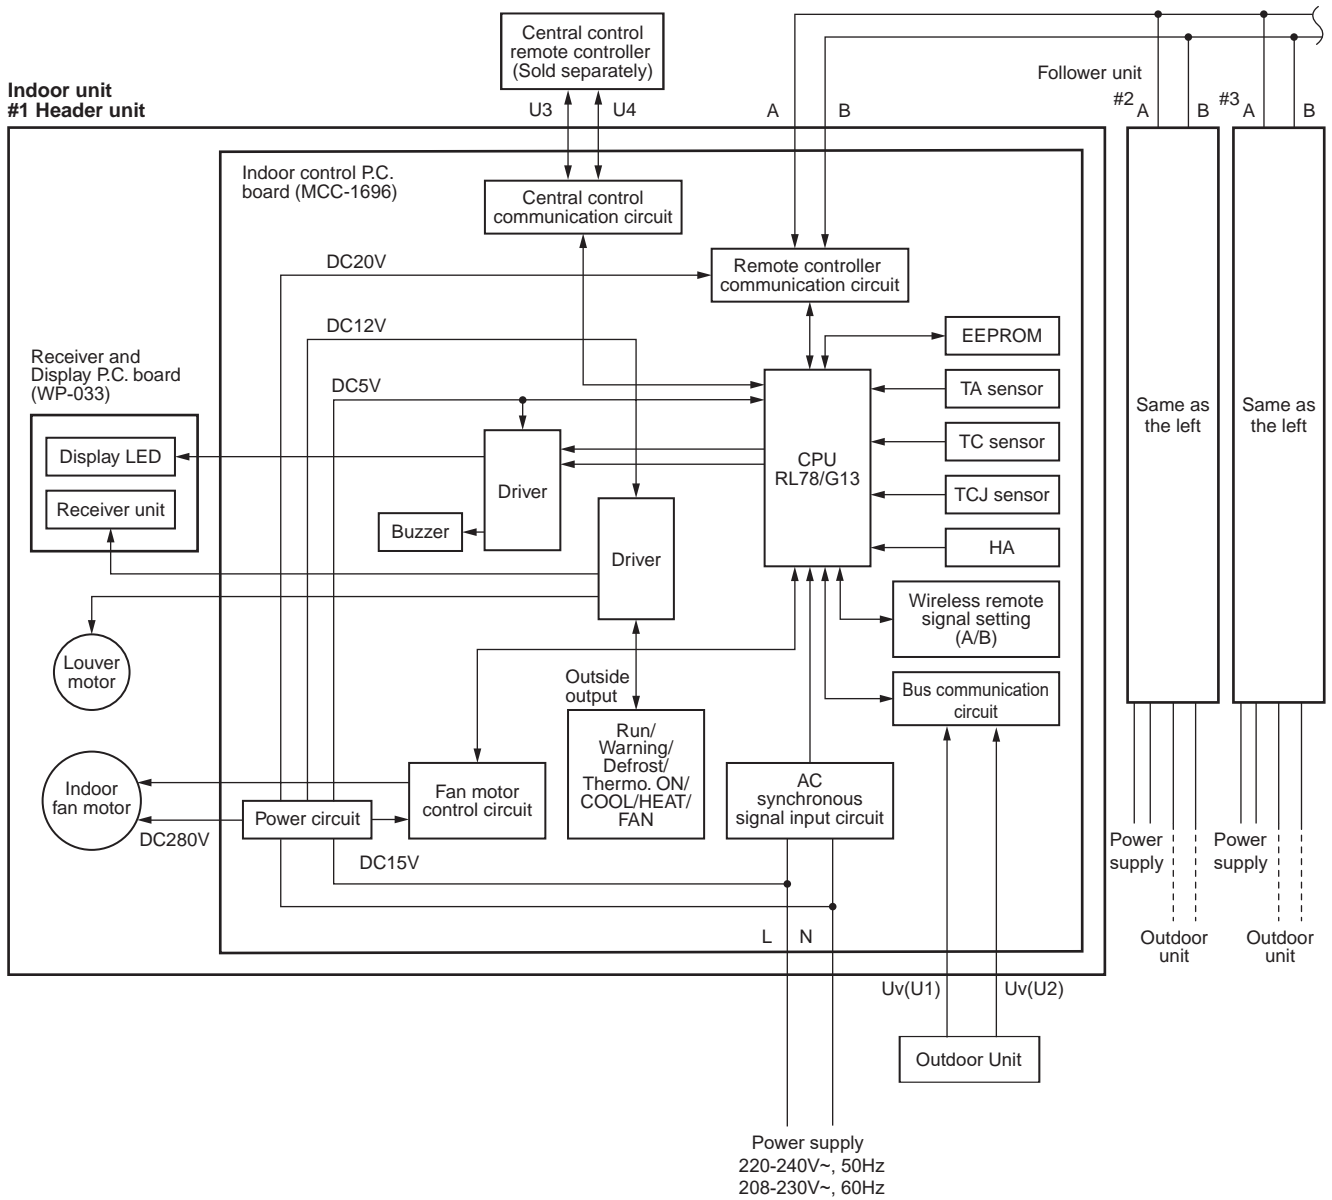 Central control
remote controller
(Sold separately)
Indoor unit
#1 Header unit
U3
U4
A
B
Follower unit
#2
A
B
#3
A
B
Indoor control P.C.
board (MCC-1696)
Central control
communication circuit
DC20V
Remote controller
communication circuit
DC12V
EEPROM
Receiver and
Display P.C. board
(WP-033)
DC5V
TA sensor
Same as
the left
Same as
the left
Display LED
TC sensor
CPU
RL78/G13
Driver
TCJ sensor
Receiver unit
Buzzer
HA
Driver
Wireless remote
signal setting
(A/B)
Louver
motor
Outside
output
Bus communication
circuit
Run/
Warning/
Defrost/
Thermo. ON/
COOL/HEAT/
FAN
Indoor
fan motor
Fan motor
control circuit
AC
synchronous
signal input circuit
Power circuit
DC280V
DC15V
Power
supply
Power
supply
L
N
Outdoor
unit
Outdoor
unit
Uv(U1)
Uv(U2)
Outdoor Unit
Power supply
220-240V~, 50Hz
208-230V~, 60Hz